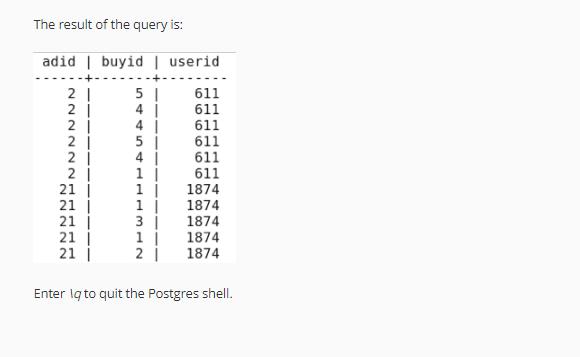 The result of the query is:
adid | buyid | userid
------+-------+--------
2 | 5 | 611
2 | 4 | 611
2 | 4 | 611
2 | 5 | 611
2 | 4 | 611
2 | 1 | 611
21 | 1 | 1874
21 | 1 | 1874
21 | 3 | 1874
21 | 1 | 1874
21 | 2 | 1874
Enter \q to quit the Postgres shell.